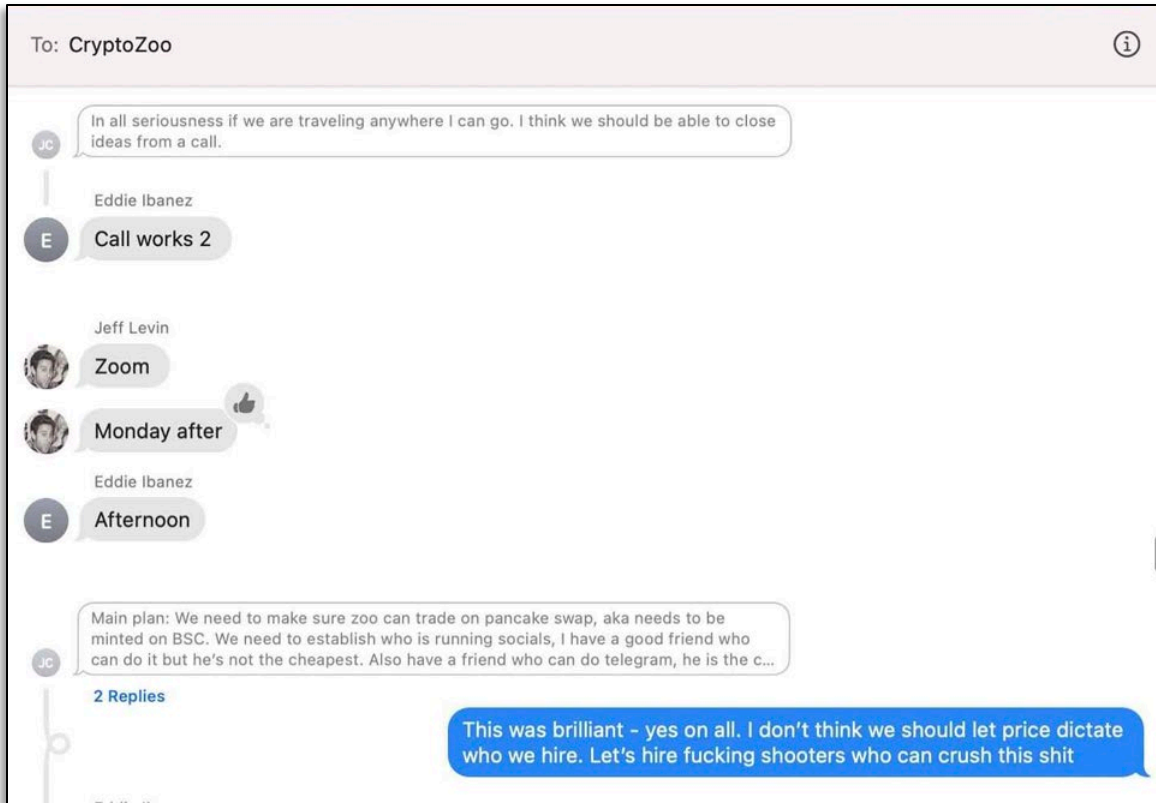 To: CryptoZoo
In all seriousness if we are traveling anywhere I can go. I think we should be able to close
ideas from a call.
JC
Eddie Ibanez
E
Call works 2
Jeff Levin
Zoom
Monday after
Eddie Ibanez
E
Afternoon
Main plan: We need to make sure zoo can trade on pancake swap, aka needs to be
minted on BSC. We need to establish who is running socials, I have a good friend who
can do it but he's not the cheapest. Also have a friend who can do telegram, he is the c...
JC
2 Replies
This was brilliant - yes on all. I don't think we should let price dictate
who we hire. Let's hire fucking shooters who can crush this shit